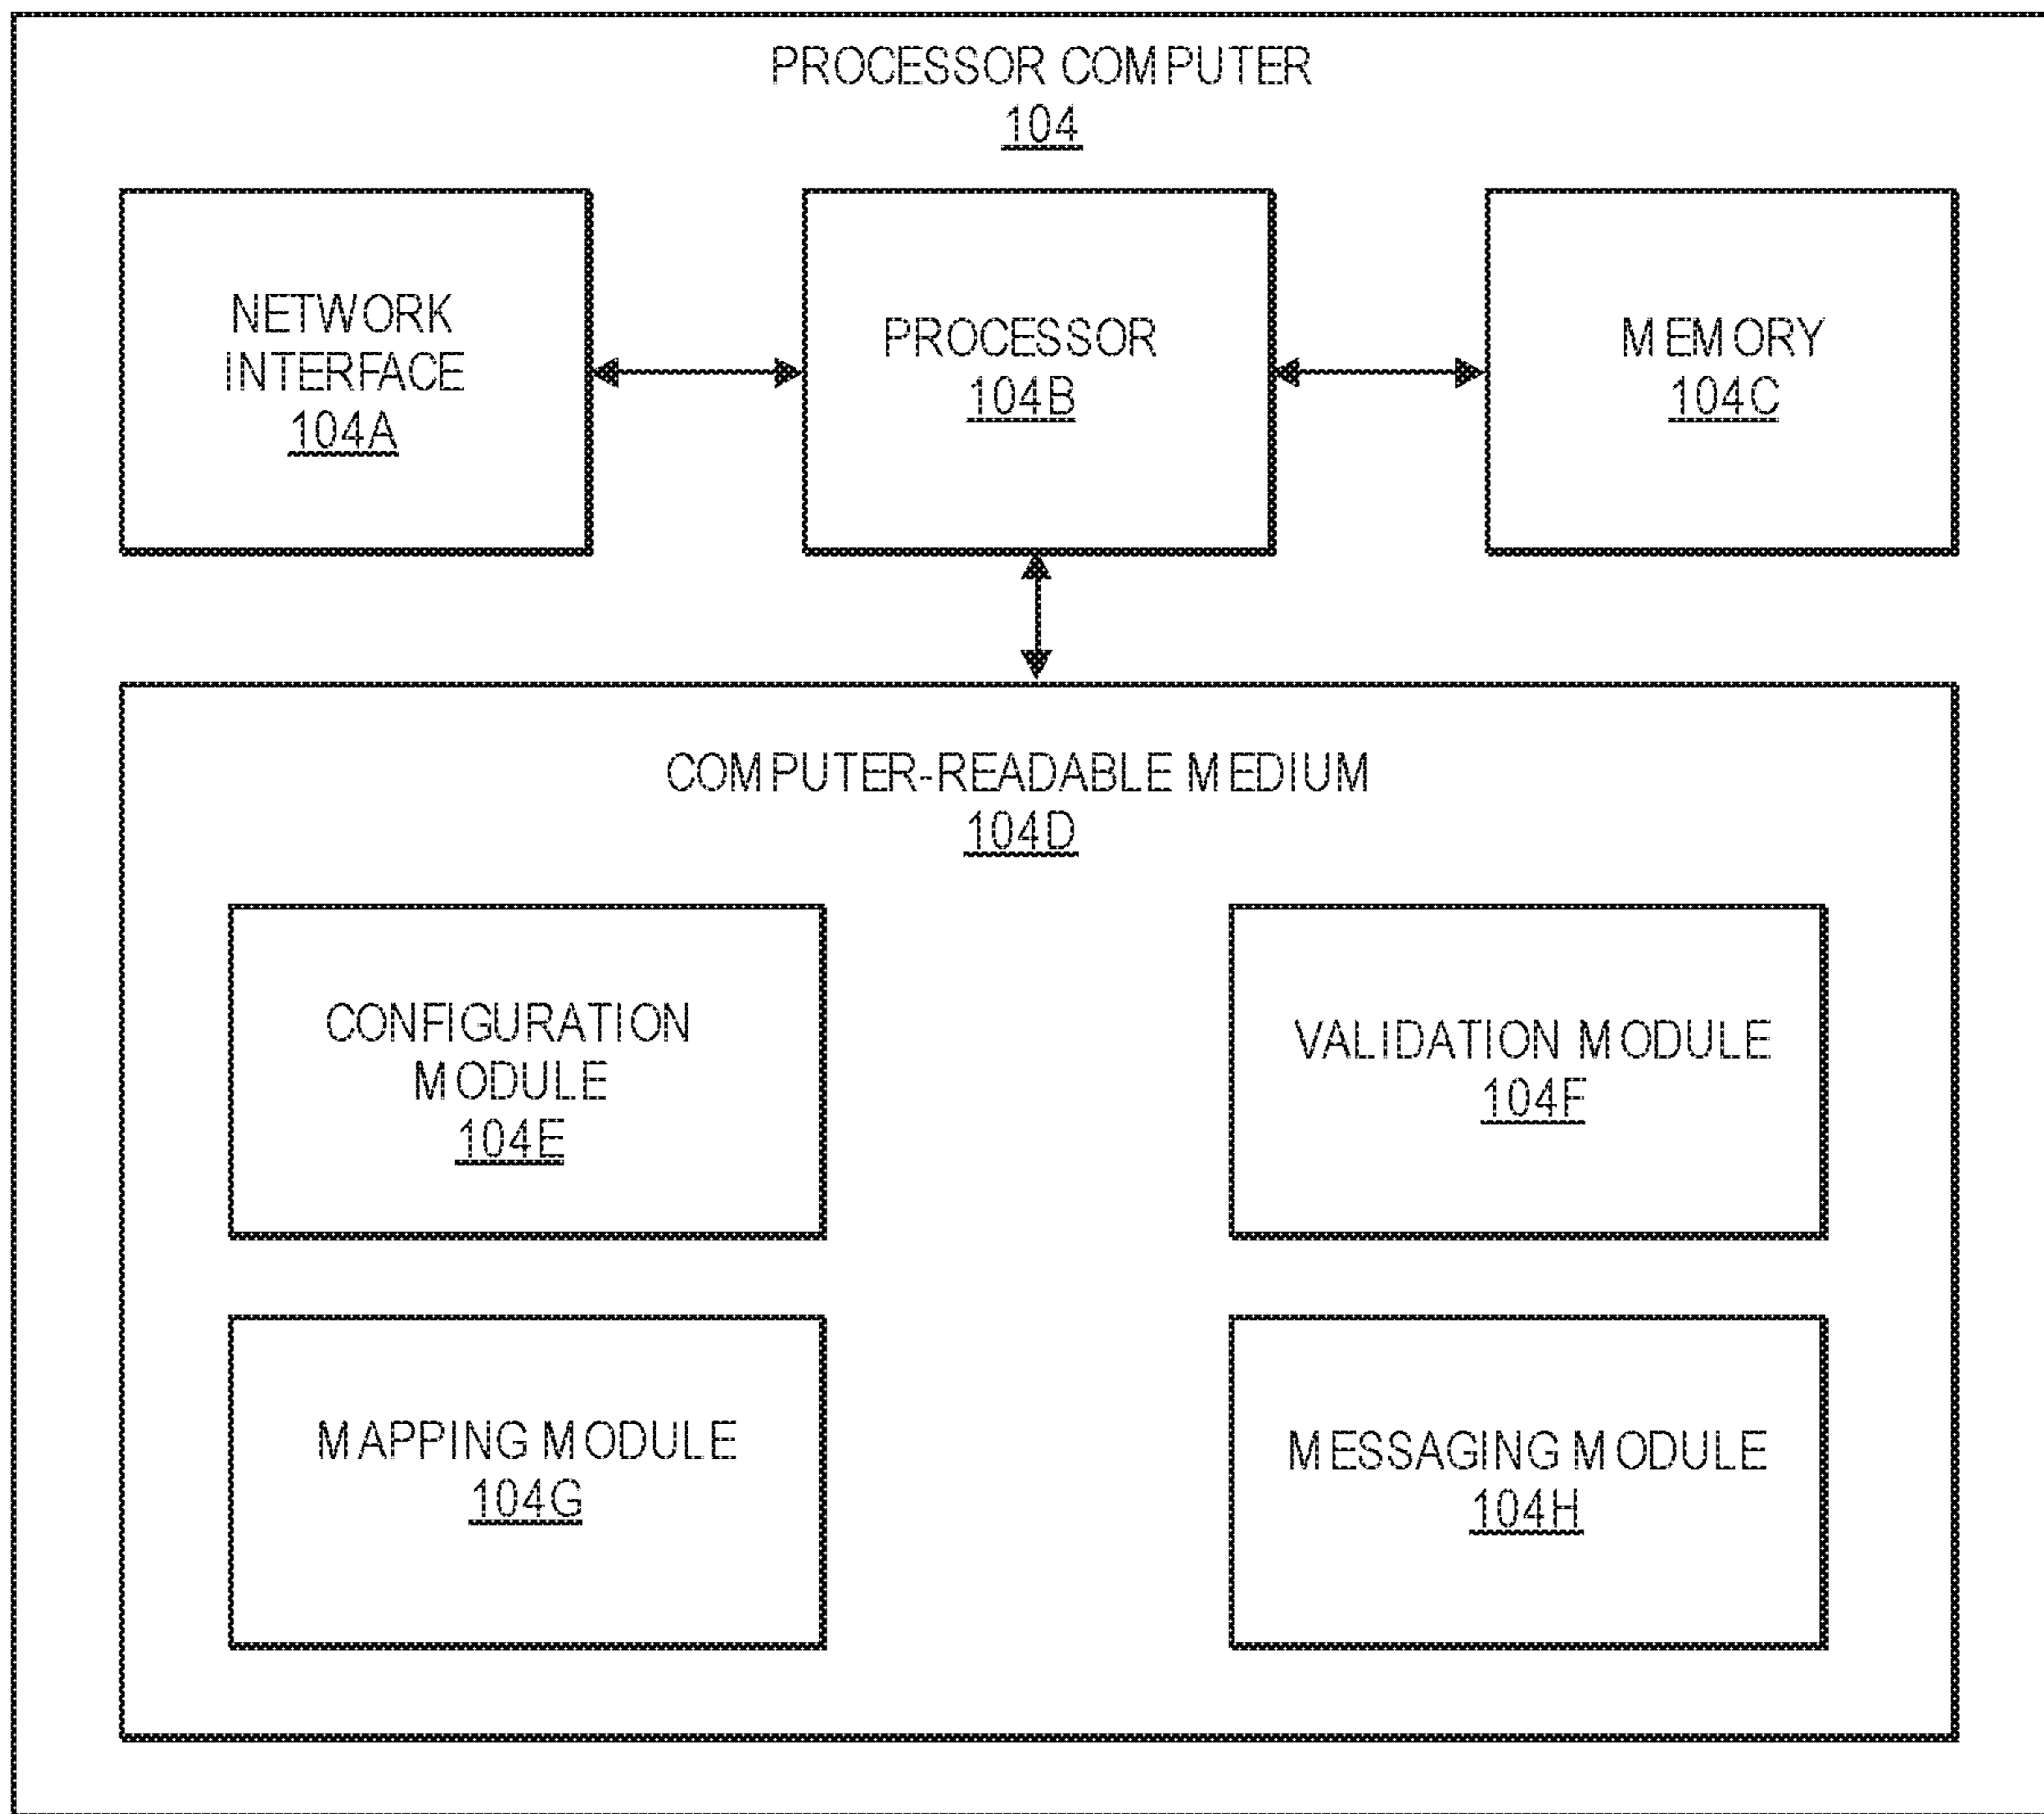 PROCESSOR COMPUTER
104
NETWORK
INTERFACE
104A
PROCESSOR
104B
MEMORY
104C
COMPUTER-READABLE MEDIUM
104D
CONFIGURATION
MODULE
104E
VALIDATION MODULE
104F
MAPPING MODULE
104G
MESSAGING MODULE
104H